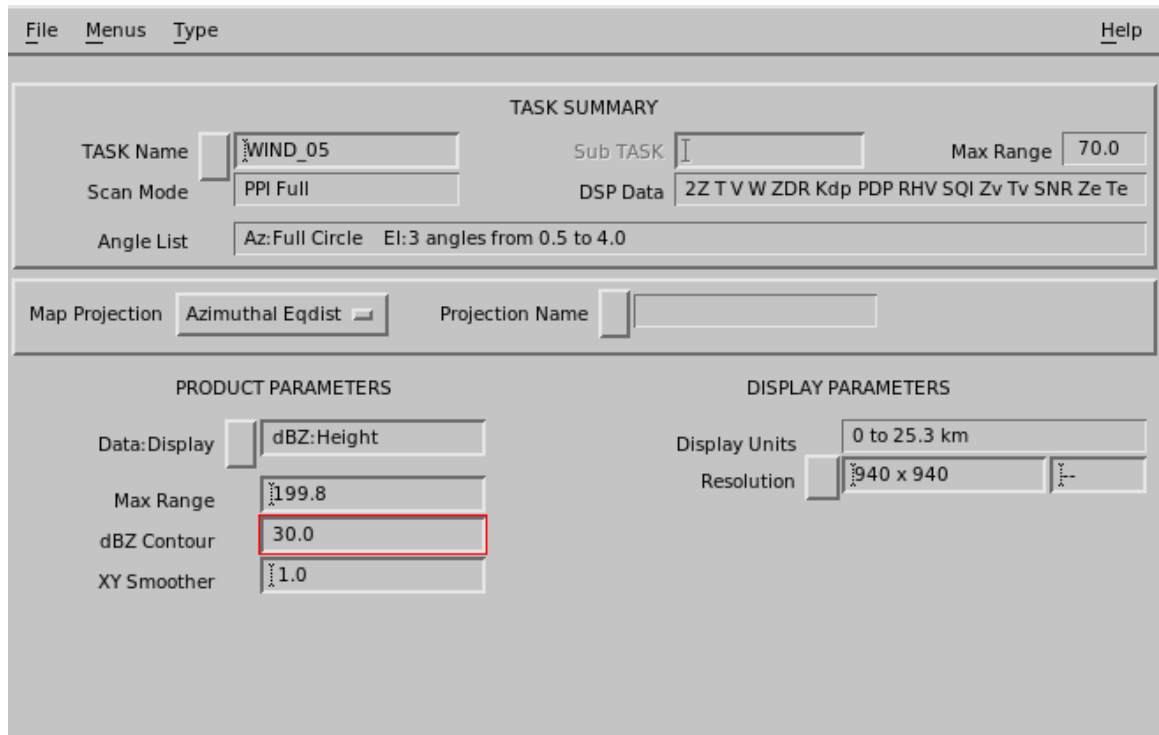 File Menus Type Help
TASK SUMMARY
TASK Name WIND_05 Sub TASK Max Range 70.0
Scan Mode PPI Full DSP Data 2Z T V W ZDR Kdp PDP RHV SQI Zv Tv SNR Ze Te
Angle List Az:Full Circle El:3 angles from 0.5 to 4.0
Map Projection Azimuthal Eqdist Projection Name
PRODUCT PARAMETERS DISPLAY PARAMETERS
Data:Display dBZ:Height Display Units 0 to 25.3 km
Resolution 940 x 940 --
Max Range 199.8
dBZ Contour 30.0
XY Smoother 1.0